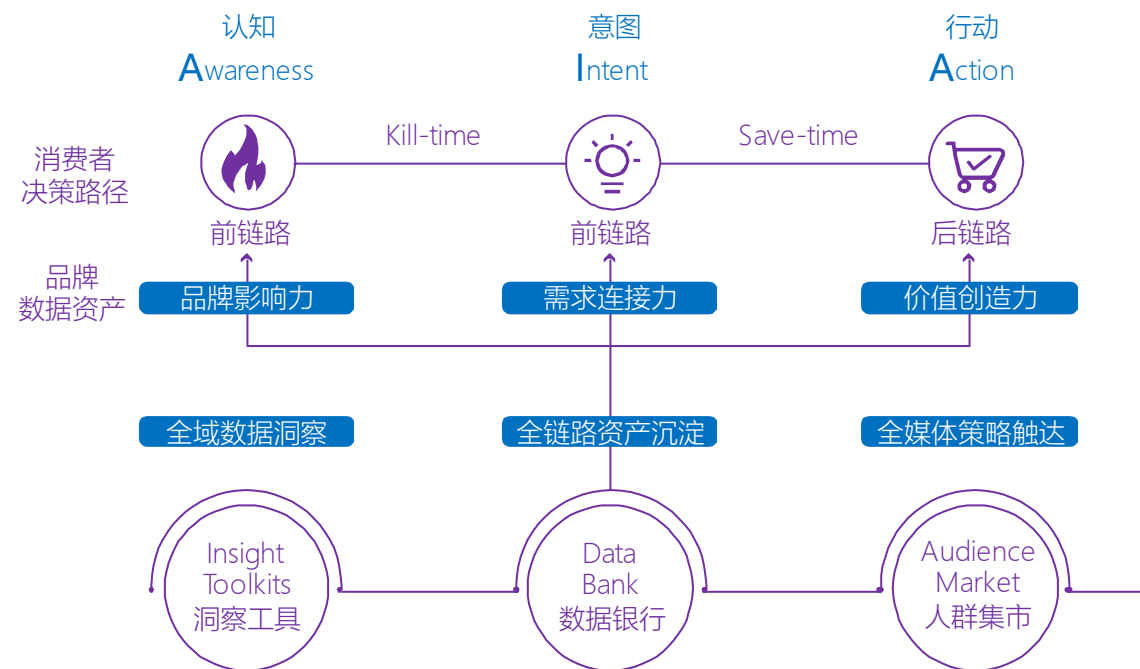 认知 意图 行动
Awareness Intent Action
Kill-time Save-time
消费者
决策路径
前链路 前链路 后链路
品牌
数据资产
品牌影响力 需求连接力 价值创造力
全域数据洞察 全链路资产沉淀 全媒体策略触达
Insight
Toolkits
洞察工具
Data
Bank
数据银行
Audience
Market
人群集市